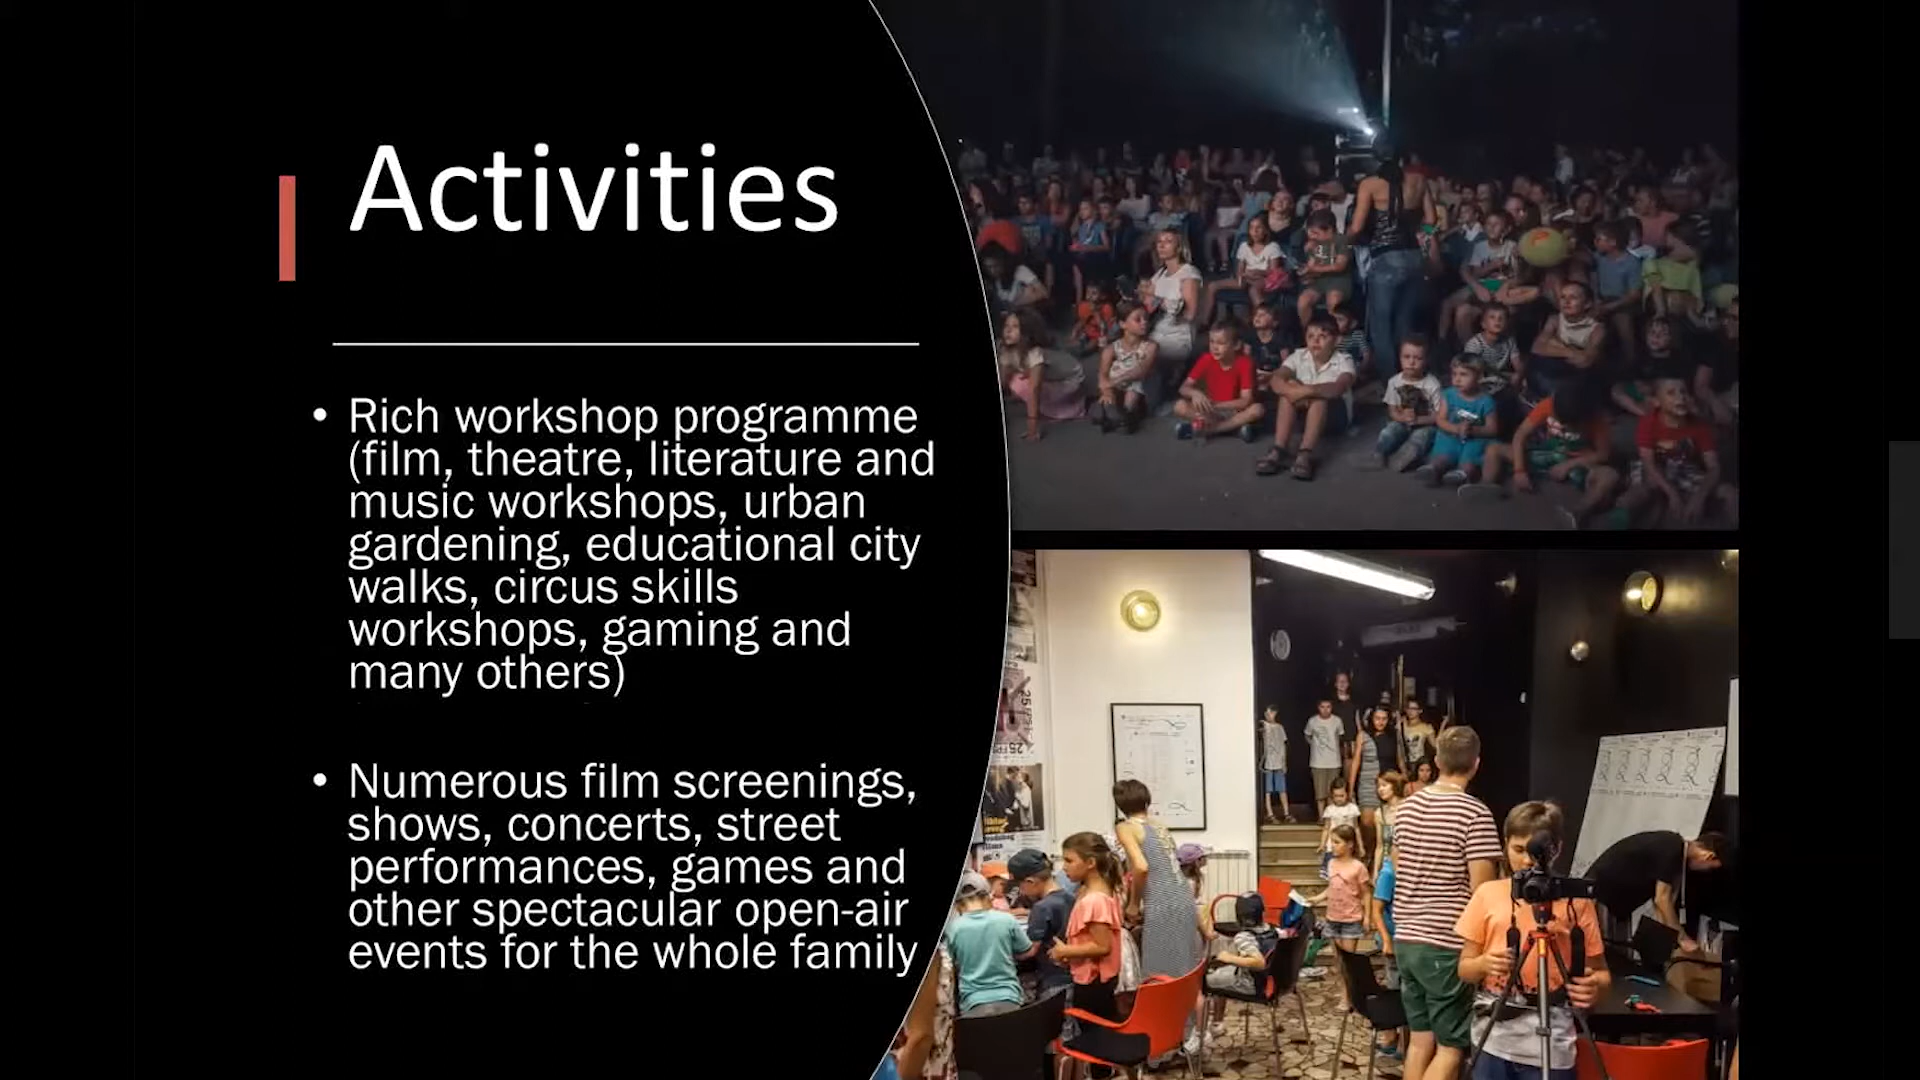 Activities
• Rich workshop programme
(film, theatre, literature and
music workshops, urban
gardening, educational city
walks, circus skills
workshops, gaming and
many others)
• Numerous film screenings,
shows, concerts, street
performances, games and
other spectacular open-air
events for the whole family